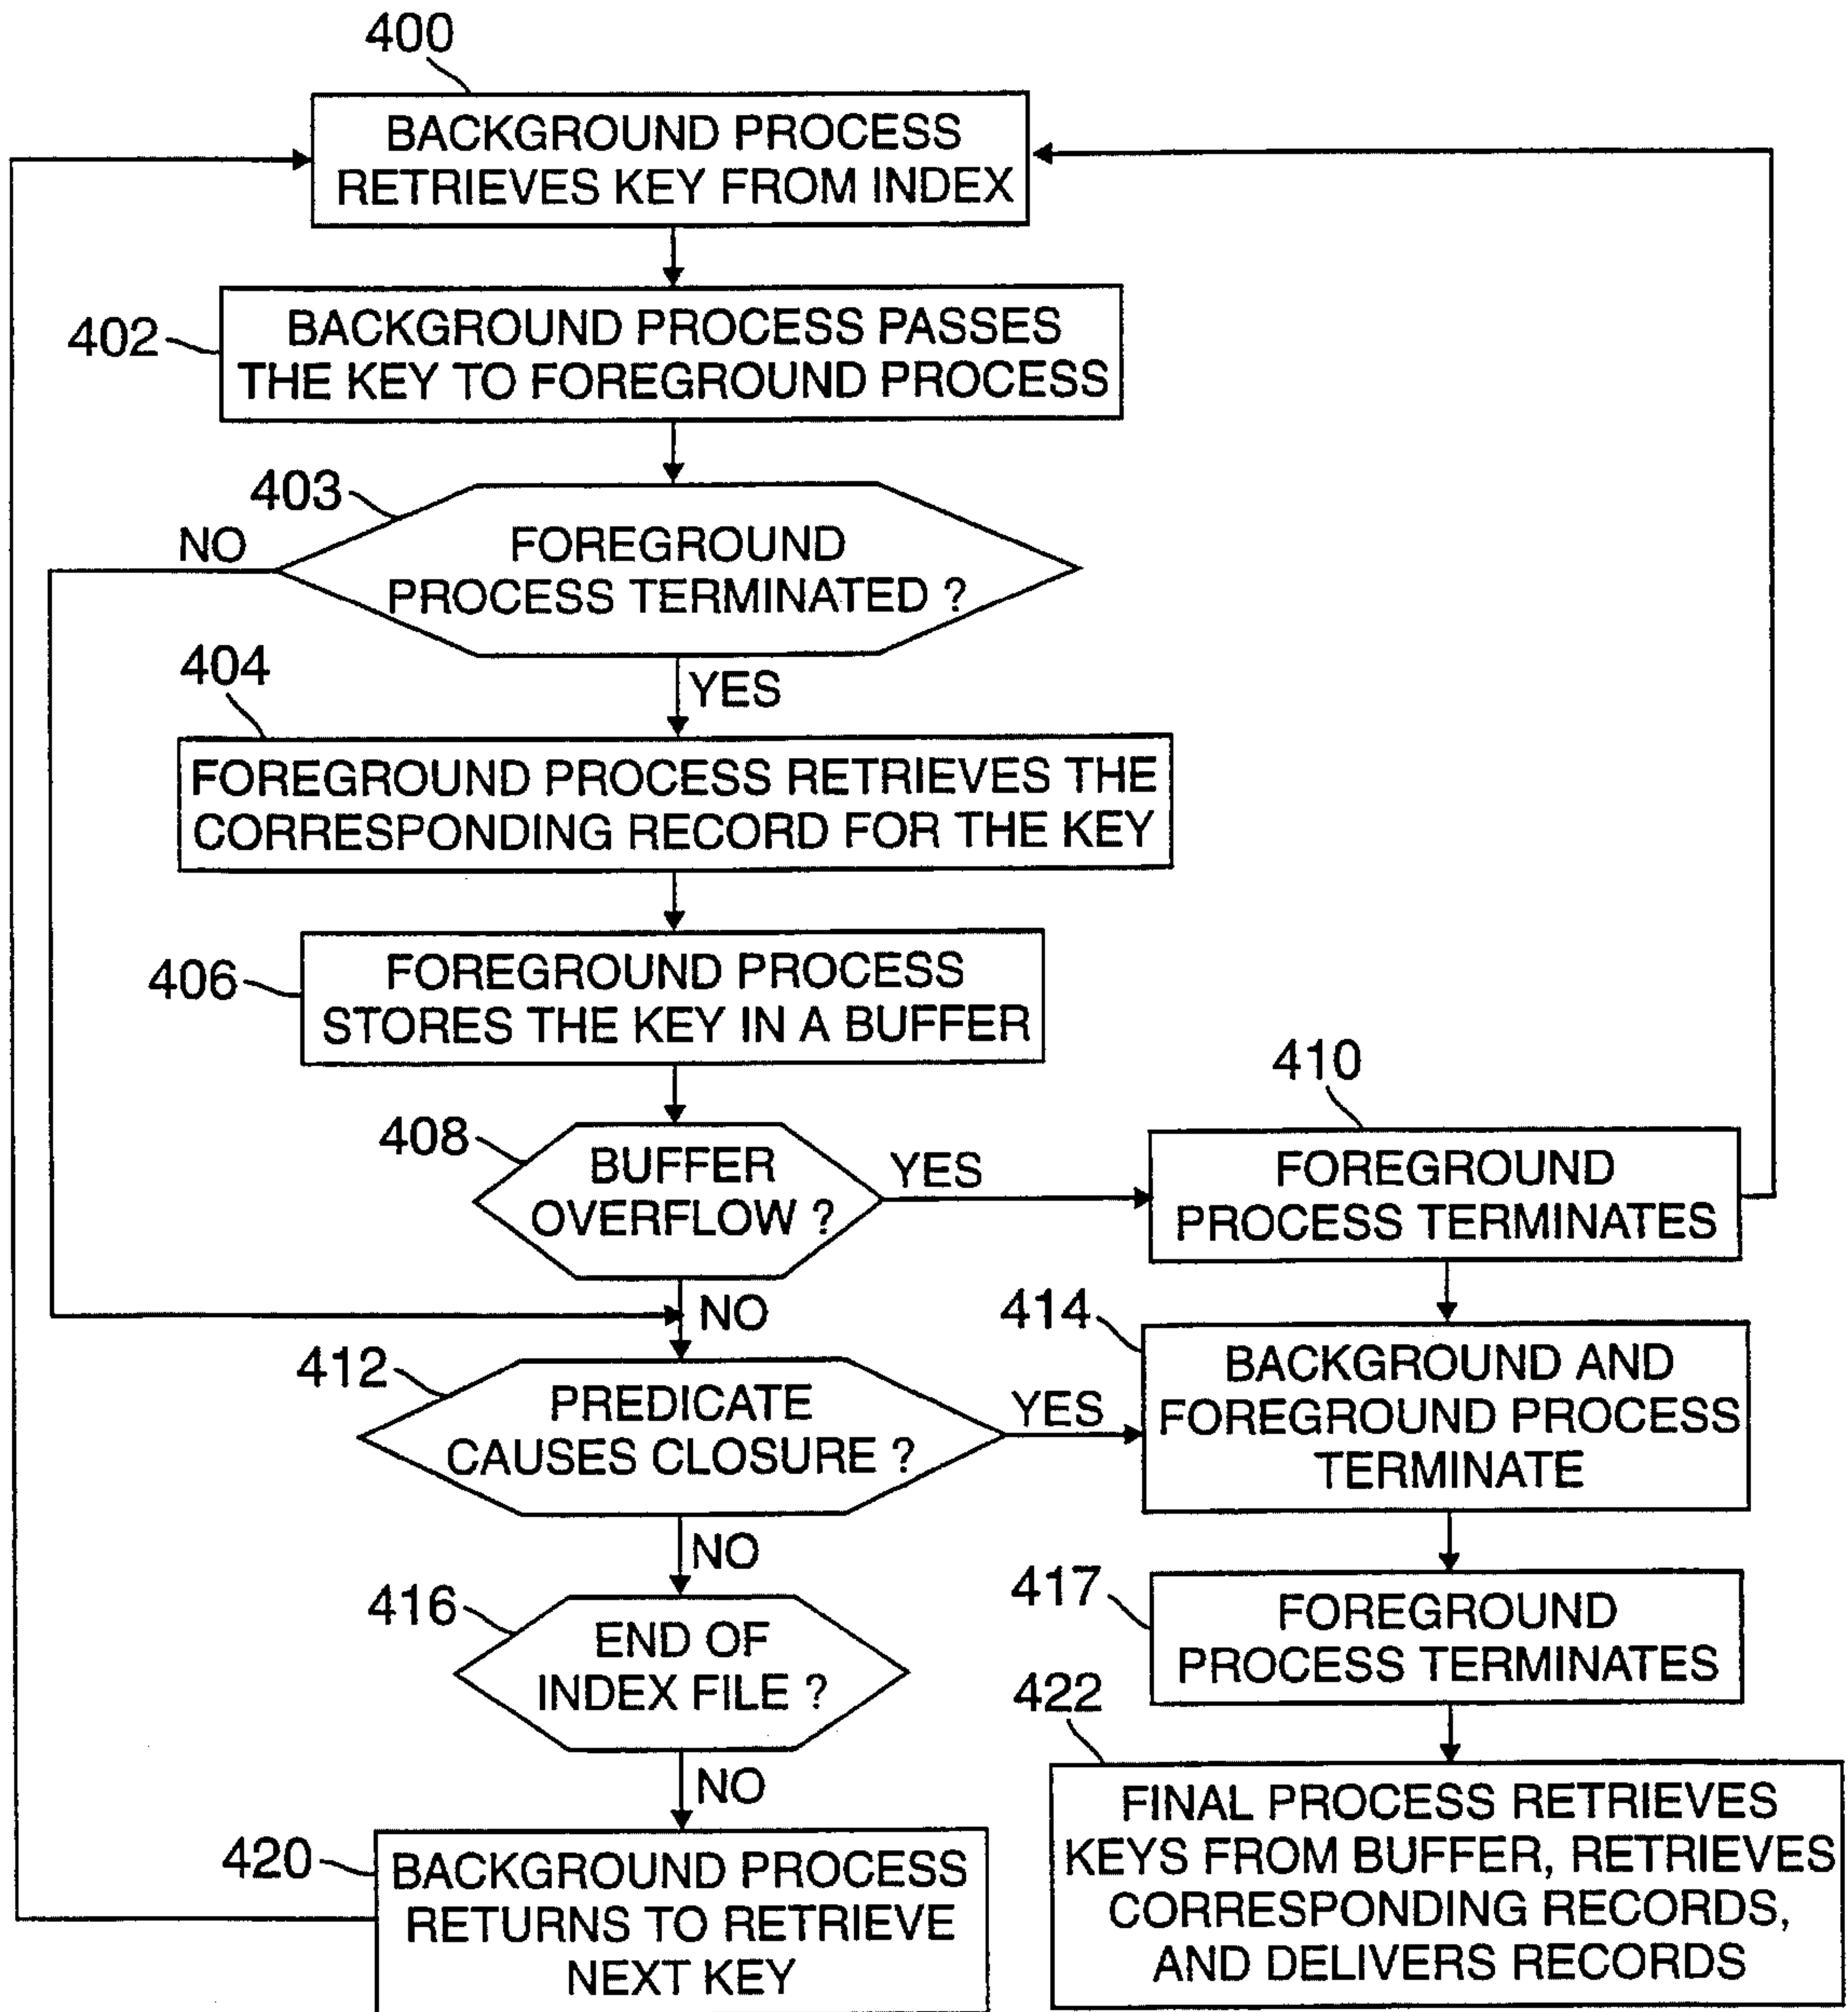 400
BACKGROUND PROCESS
RETRIEVES KEY FROM INDEX
402
BACKGROUND PROCESS PASSES
THE KEY TO FOREGROUND PROCESS
403
NO
FOREGROUND
PROCESS TERMINATED ?
YES
404
FOREGROUND PROCESS RETRIEVES THE
CORRESPONDING RECORD FOR THE KEY
406
FOREGROUND PROCESS
STORES THE KEY IN A BUFFER
408
BUFFER
OVERFLOW ?
YES
410
FOREGROUND
PROCESS TERMINATES
NO
412
PREDICATE
CAUSES CLOSURE ?
YES
414
BACKGROUND AND
FOREGROUND PROCESS
TERMINATE
NO
416
END OF
INDEX FILE ?
417
FOREGROUND
PROCESS TERMINATES
NO
420
BACKGROUND PROCESS
RETURNS TO RETRIEVE
NEXT KEY
422
FINAL PROCESS RETRIEVES
KEYS FROM BUFFER, RETRIEVES
CORRESPONDING RECORDS,
AND DELIVERS RECORDS